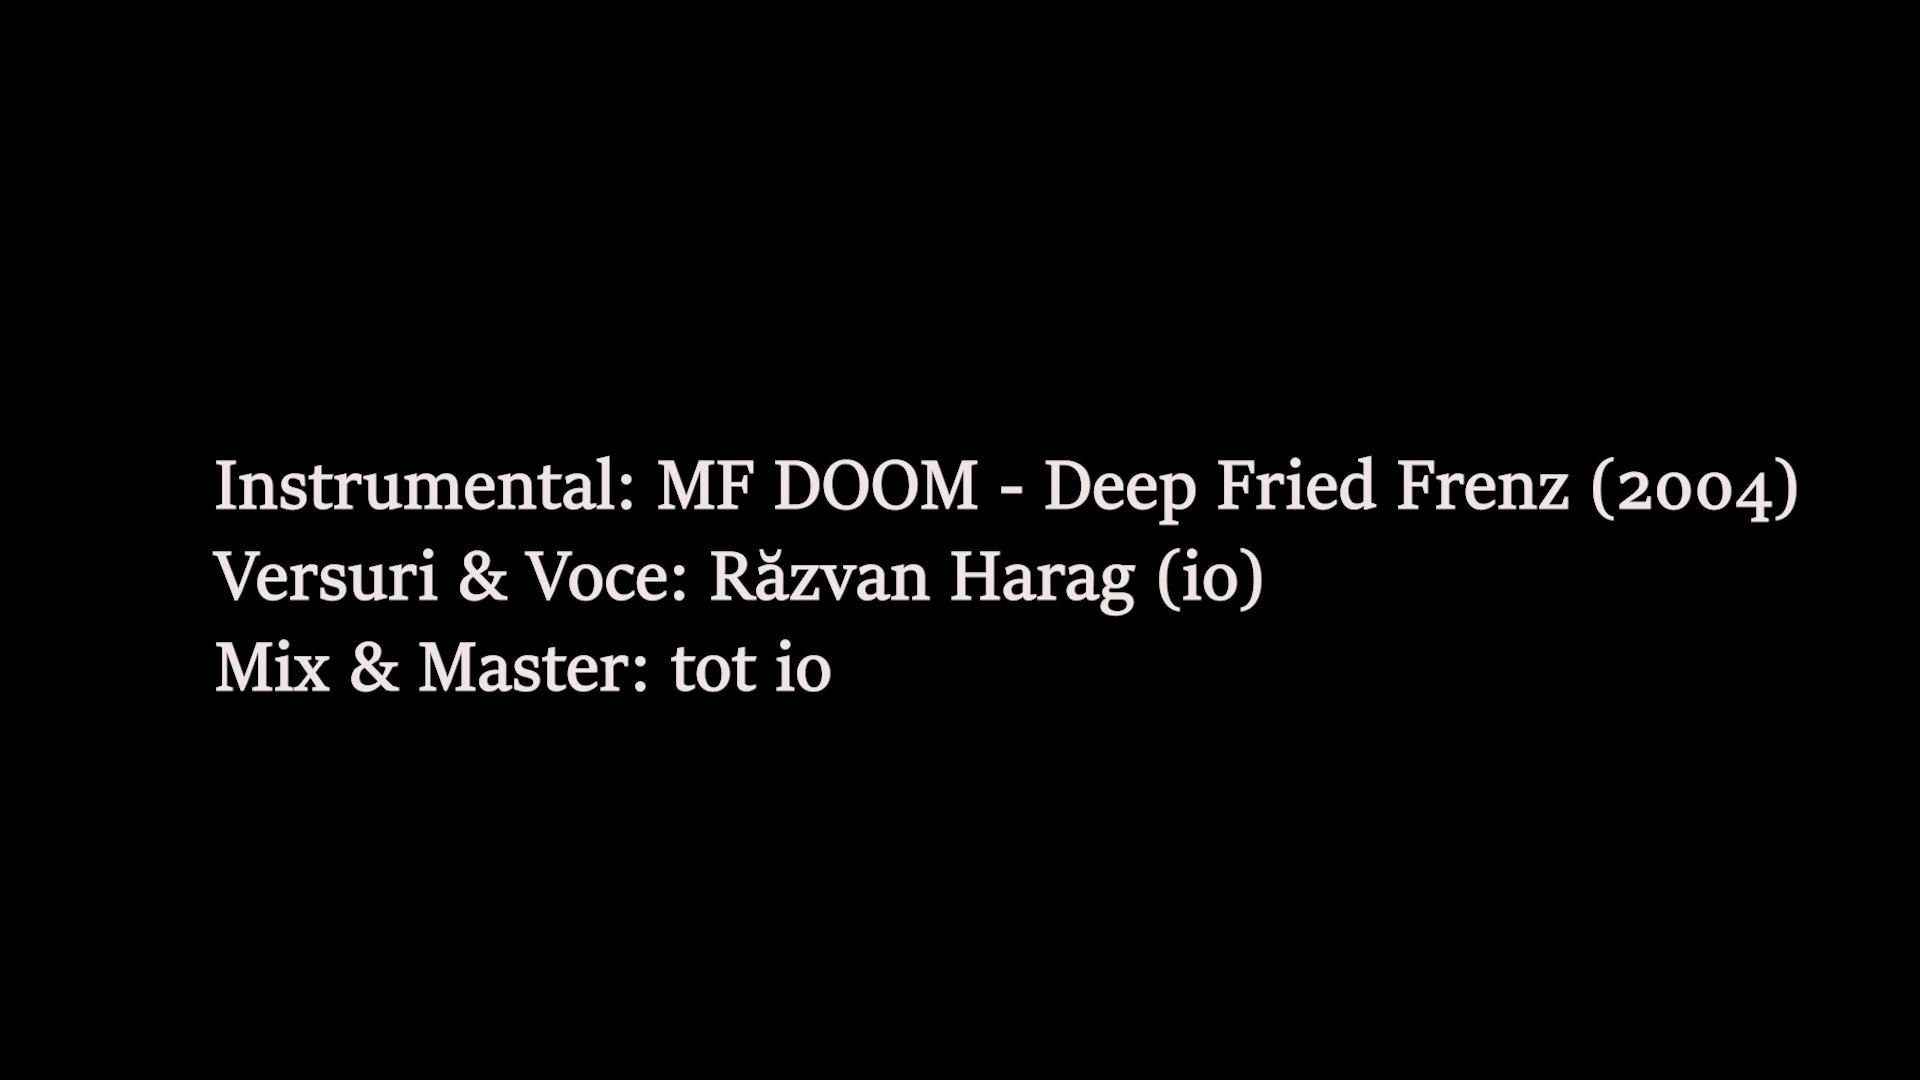 Instrumental: MF DOOM - Deep Fried Frenz (2004)
Versuri & Voce: Răzvan Harag (io)
Mix & Master: tot io